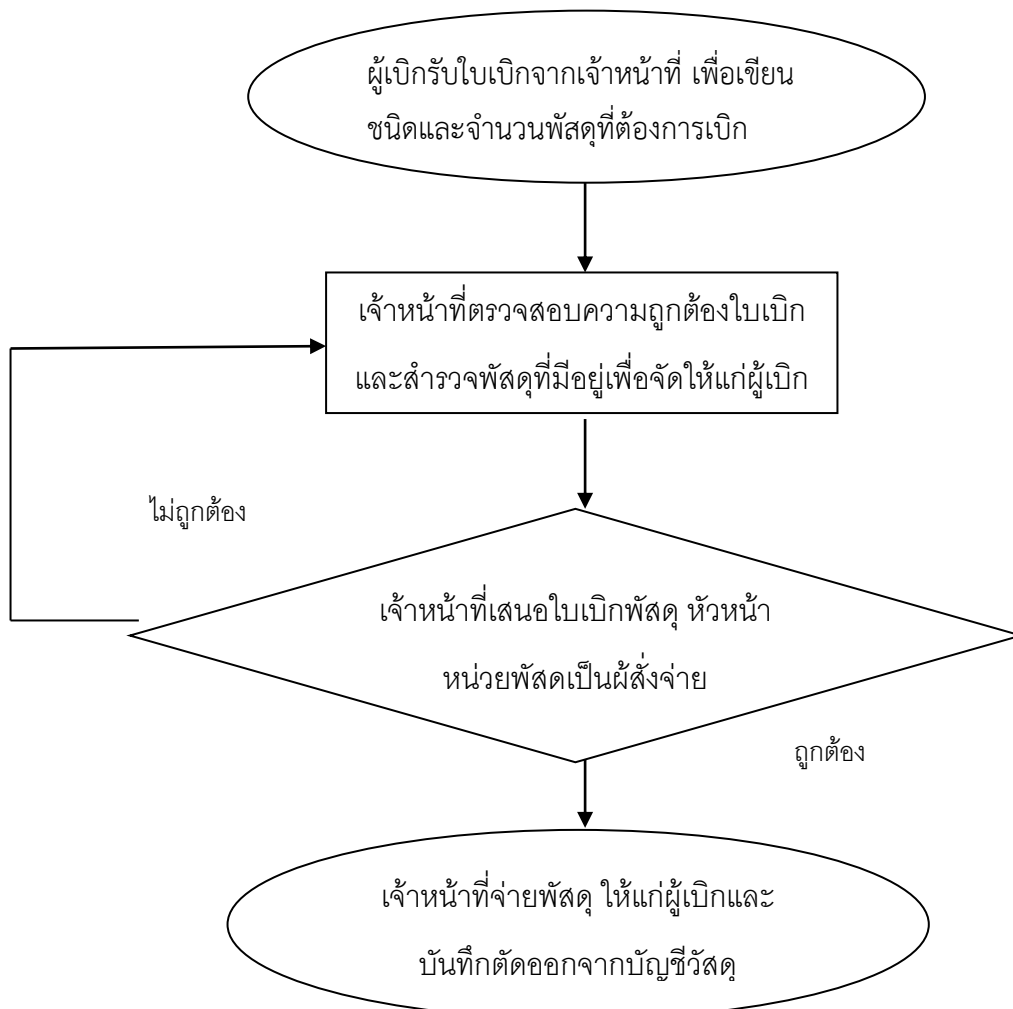 ผู้เบิกรับใบเบิกจากเจ้าหน้าที่ เพื่อเขียน
ชนิดและจำนวนพัสดุที่ต้องการเบิก
เจ้าหน้าที่ตรวจสอบความถูกต้องใบเบิก
และสำรวจพัสดุที่มีอยู่เพื่อจัดให้แก่ผู้เบิก
ไม่ถูกต้อง
เจ้าหน้าที่เสนอใบเบิกพัสดุ หัวหน้า
หน่วยพัสดุเป็นผู้สั่งจ่าย
ถูกต้อง
เจ้าหน้าที่จ่ายพัสดุ ให้แก่ผู้เบิกและ
บันทึกตัดออกจากบัญชีวัสดุ